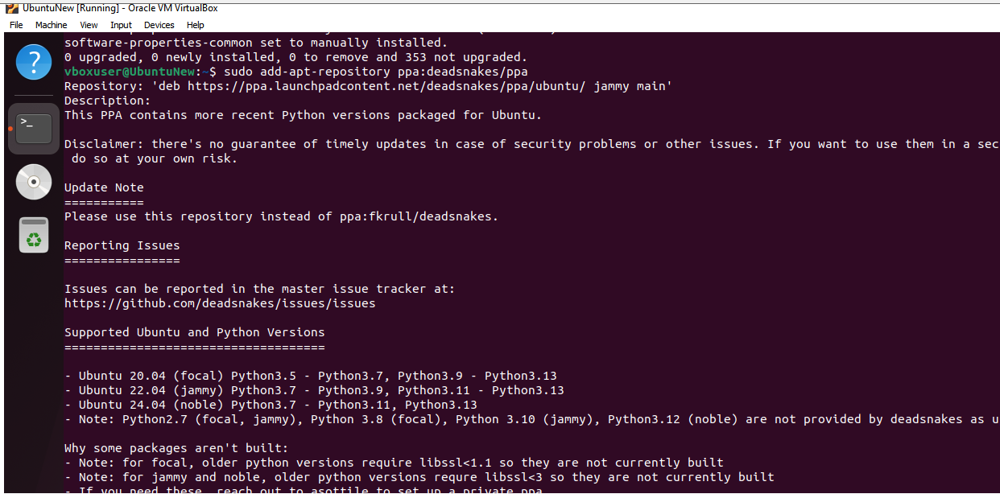 UbuntuNew [Running] - Oracle VM VirtualBox
File Machine View Input Devices Help
software-properties-common set to manually installed.
0 upgraded, 0 newly installed, 0 to remove and 353 not upgraded.
vboxuser@UbuntuNew:~$ sudo add-apt-repository ppa:deadsnakes/ppa
Repository: 'deb https://ppa.launchpadcontent.net/deadsnakes/ppa/ubuntu/ jammy main'
Description:
This PPA contains more recent Python versions packaged for Ubuntu.
Disclaimer: there's no guarantee of timely updates in case of security problems or other issues. If you want to use them in a sec
do so at your own risk.
Update Note
===========
Please use this repository instead of ppa:fkrull/deadsnakes.
Reporting Issues
================
Issues can be reported in the master issue tracker at:
https://github.com/deadsnakes/issues/issues
Supported Ubuntu and Python Versions
====================================
- Ubuntu 20.04 (focal) Python3.5 - Python3.7, Python3.9 - Python3.13
- Ubuntu 22.04 (jammy) Python3.7 - Python3.9, Python3.11 - Python3.13
- Ubuntu 24.04 (noble) Python3.7 - Python3.11, Python3.13
- Note: Python2.7 (focal, jammy), Python 3.8 (focal), Python 3.10 (jammy), Python3.12 (noble) are not provided by deadsnakes as u
Why some packages aren't built:
- Note: for focal, older python versions require libssl<1.1 so they are not currently built
- Note: for jammy and noble, older python versions requre libssl<3 so they are not currently built
- If you need these, reach out to asottile to set up a private ppa